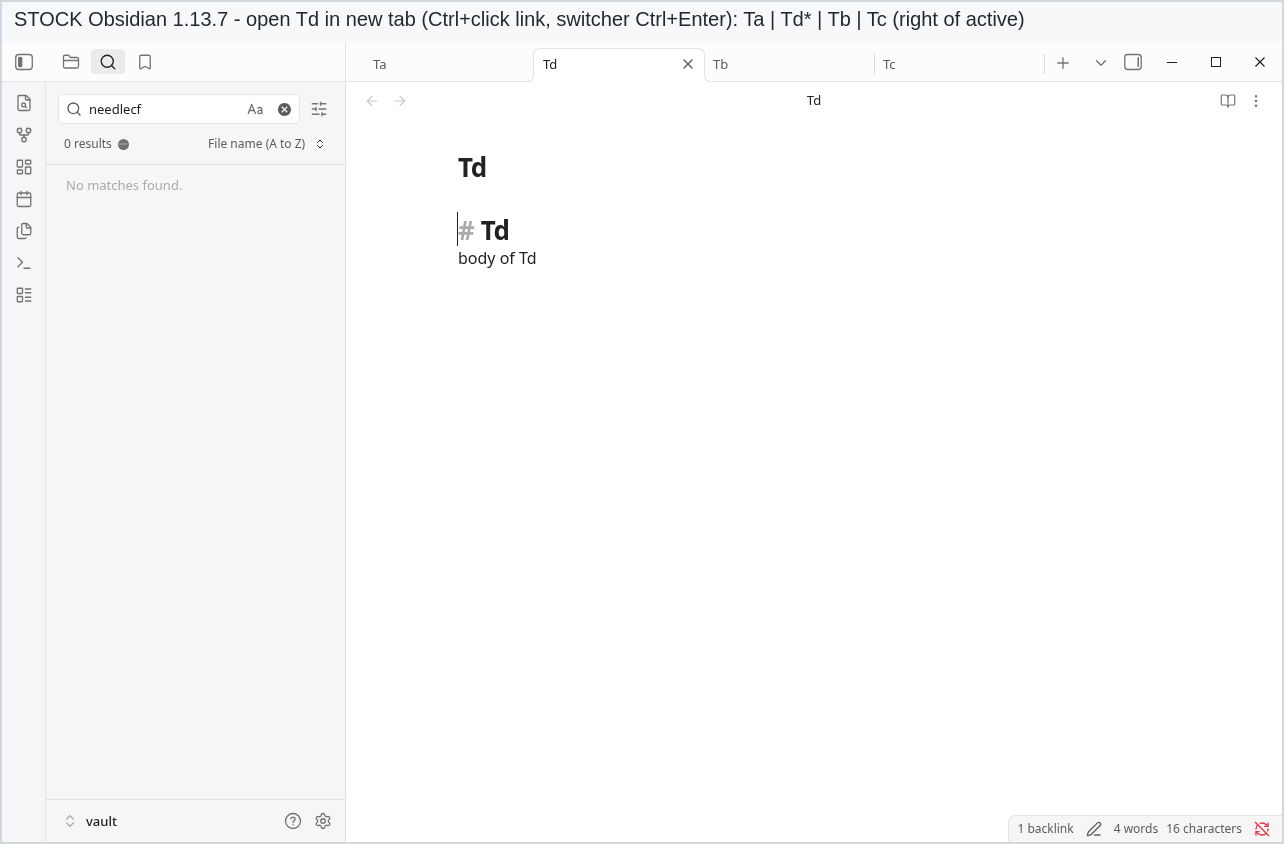 STOCK Obsidian 1.13.7 - open Td in new tab (Ctrl+click link, switcher Ctrl+Enter): Ta | Td* | Tb | Tc (right of active)
Ta
Td
Tb
Tc
needlecf
Aa
Td
0 results
File name (A to Z)
No matches found.
Td
# Td
body of Td
vault
1 backlink
4 words
16 characters